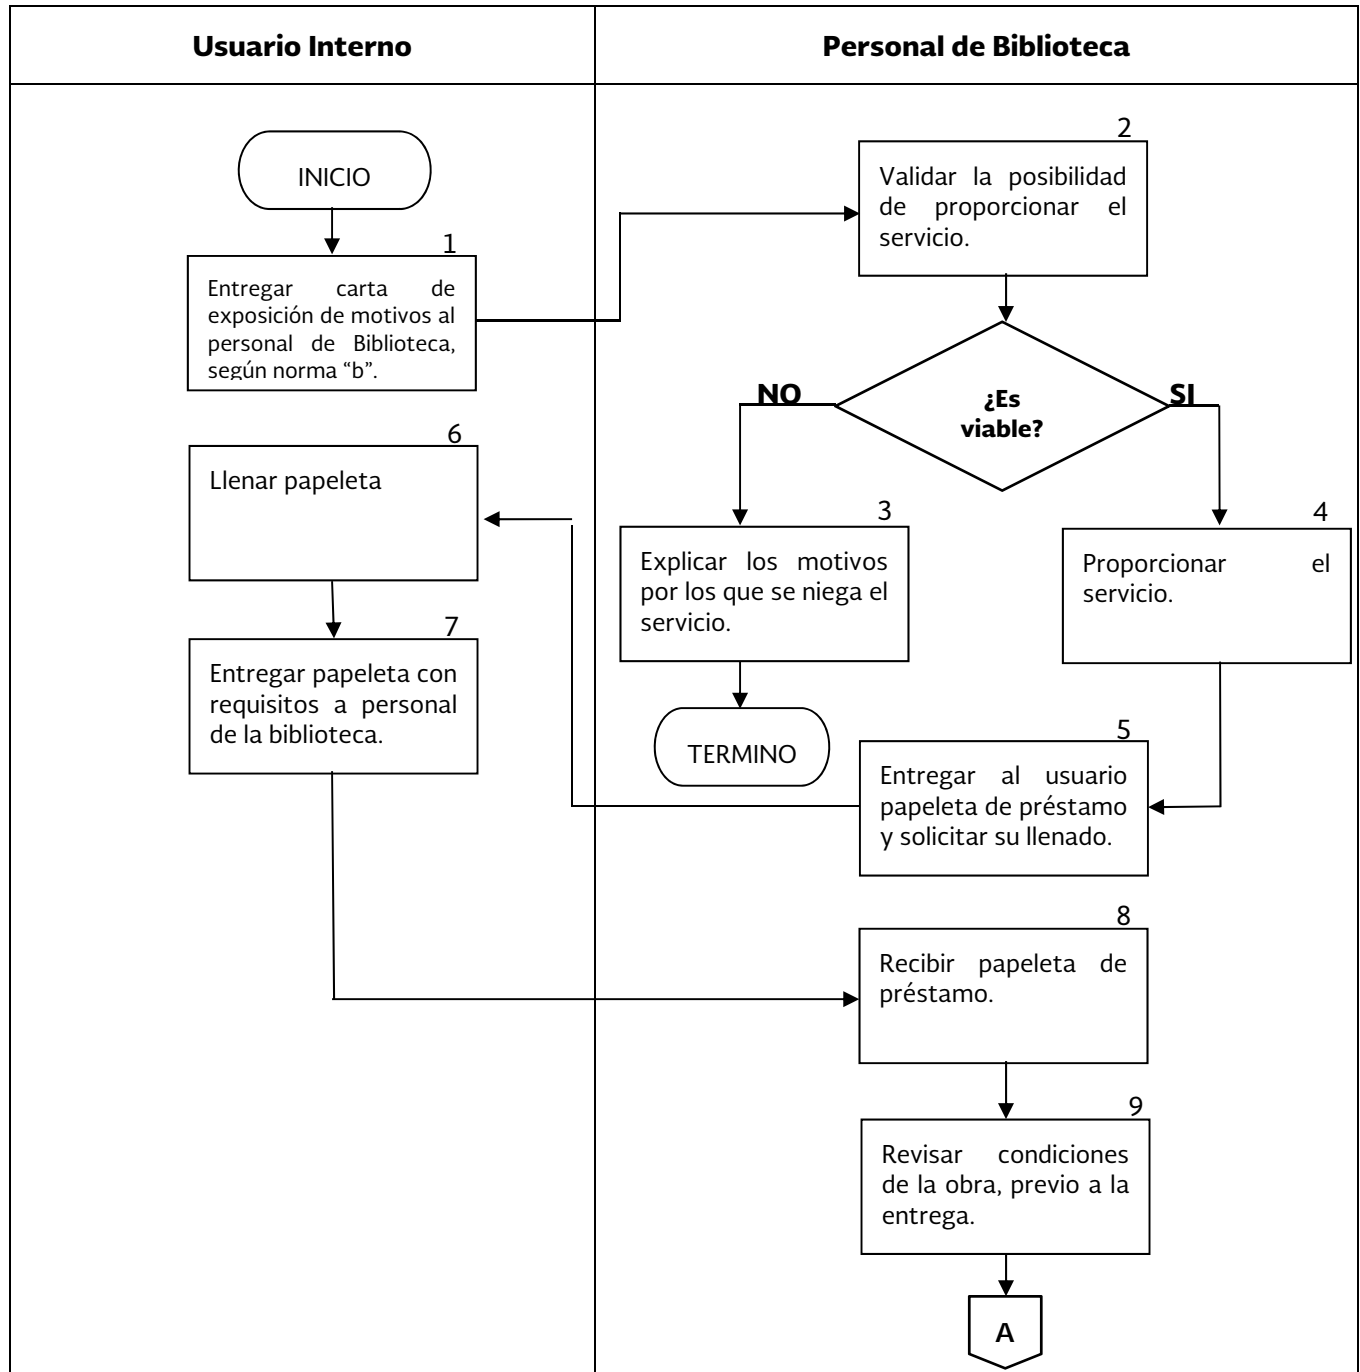 Usuario Interno
Personal de Biblioteca
INICIO
1
Entregar carta de
exposición de motivos al
personal de Biblioteca,
según norma “b”.
2
Validar la posibilidad
de proporcionar el
servicio.
¿Es
viable?
NO
SI
3
Explicar los motivos
por los que se niega el
servicio.
TERMINO
4
Proporcionar el
servicio.
5
Entregar al usuario
papeleta de préstamo
y solicitar su llenado.
6
Llenar papeleta
7
Entregar papeleta con
requisitos a personal
de la biblioteca.
8
Recibir papeleta de
préstamo.
9
Revisar condiciones
de la obra, previo a la
entrega.
A